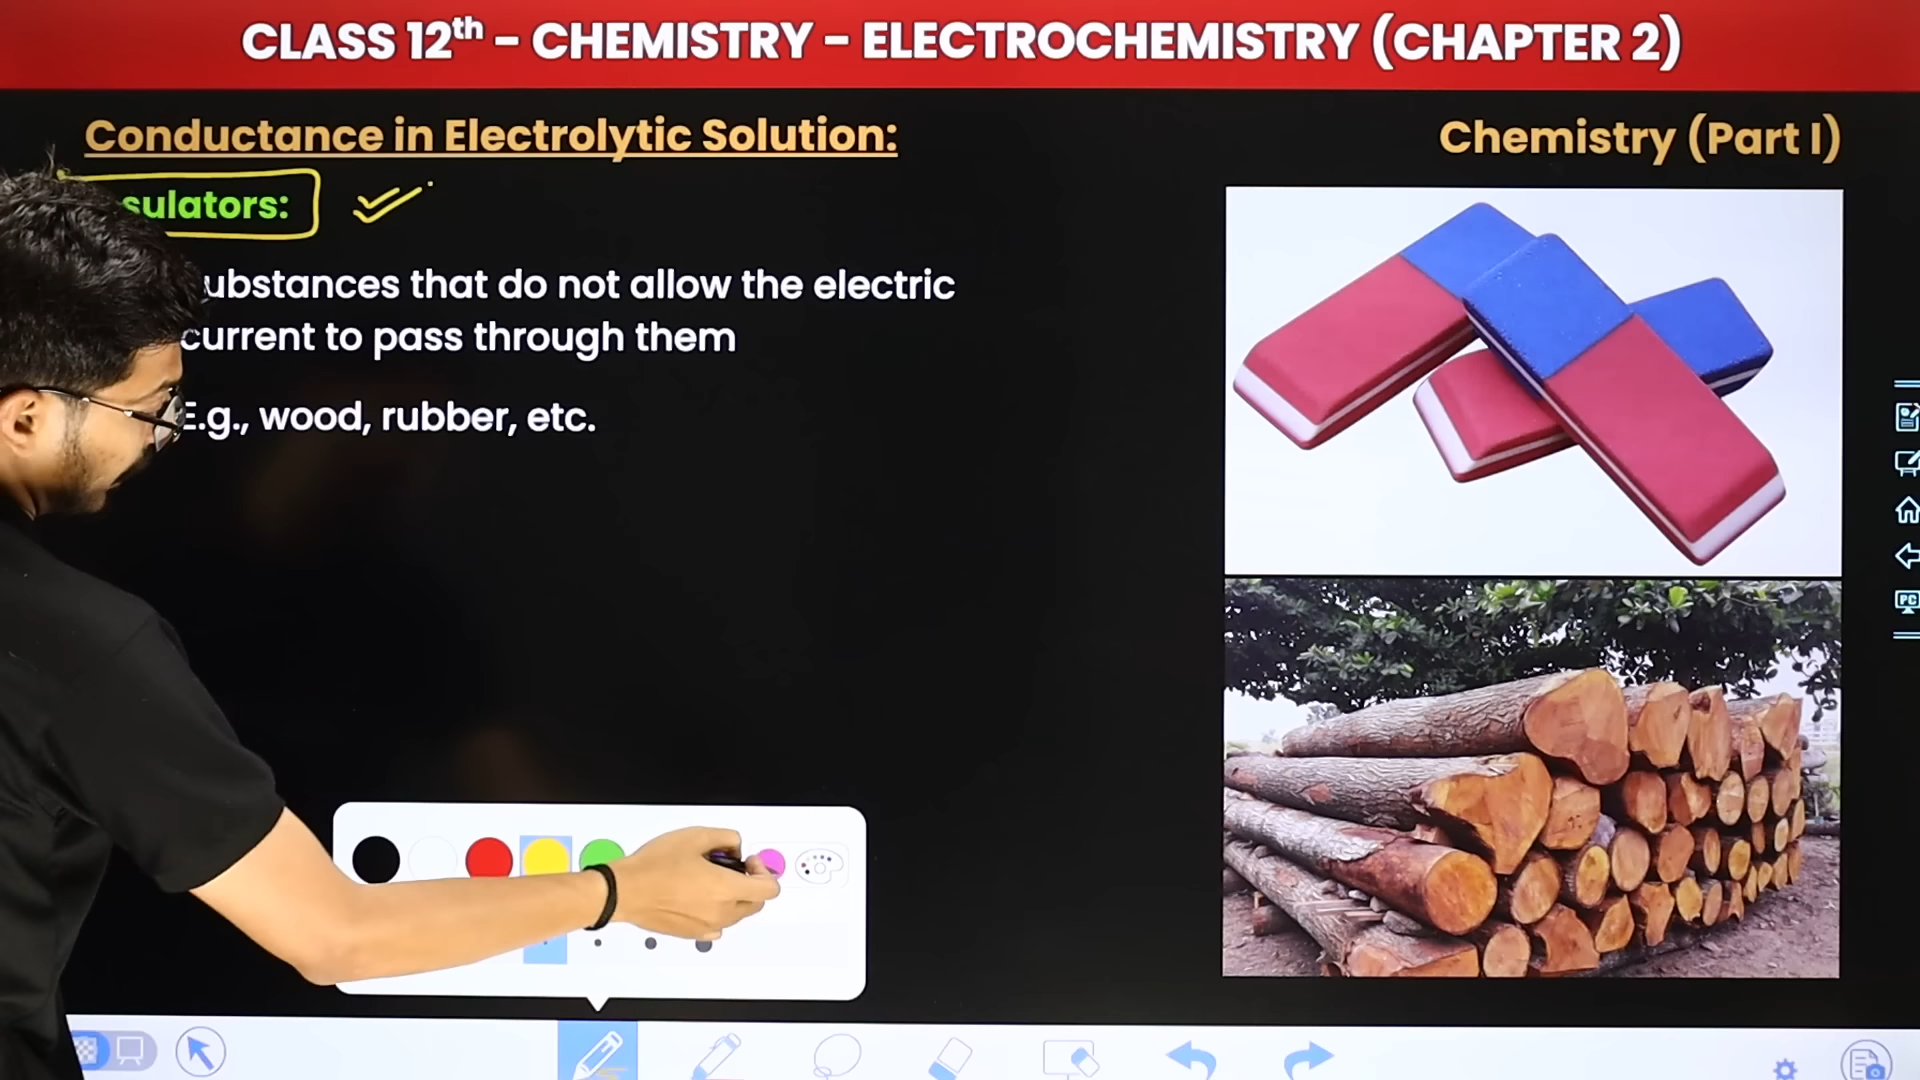 CLASS 12th - CHEMISTRY - ELECTROCHEMISTRY (CHAPTER 2)
Conductance in Electrolytic Solution:
Chemistry (Part I)
sulators:
ubstances that do not allow the electric
current to pass through them
E.g., wood, rubber, etc.
PC